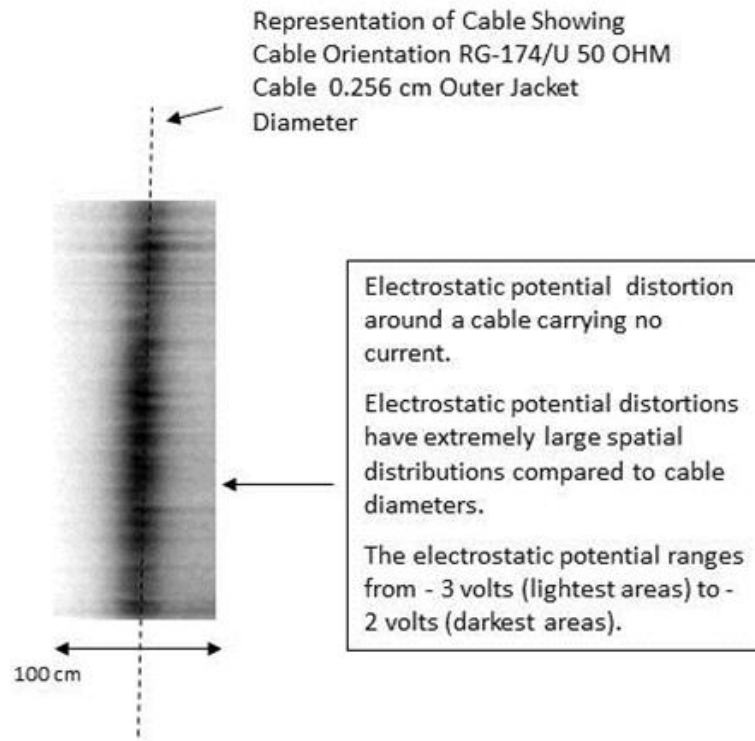 Representation of Cable Showing
Cable Orientation RG-174/U 50 OHM
Cable 0.256 cm Outer Jacket
Diameter
Electrostatic potential distortion
around a cable carrying no
current.
Electrostatic potential distortions
have extremely large spatial
distributions compared to cable
diameters.
The electrostatic potential ranges
from - 3 volts (lightest areas) to -
2 volts (darkest areas).
100 cm